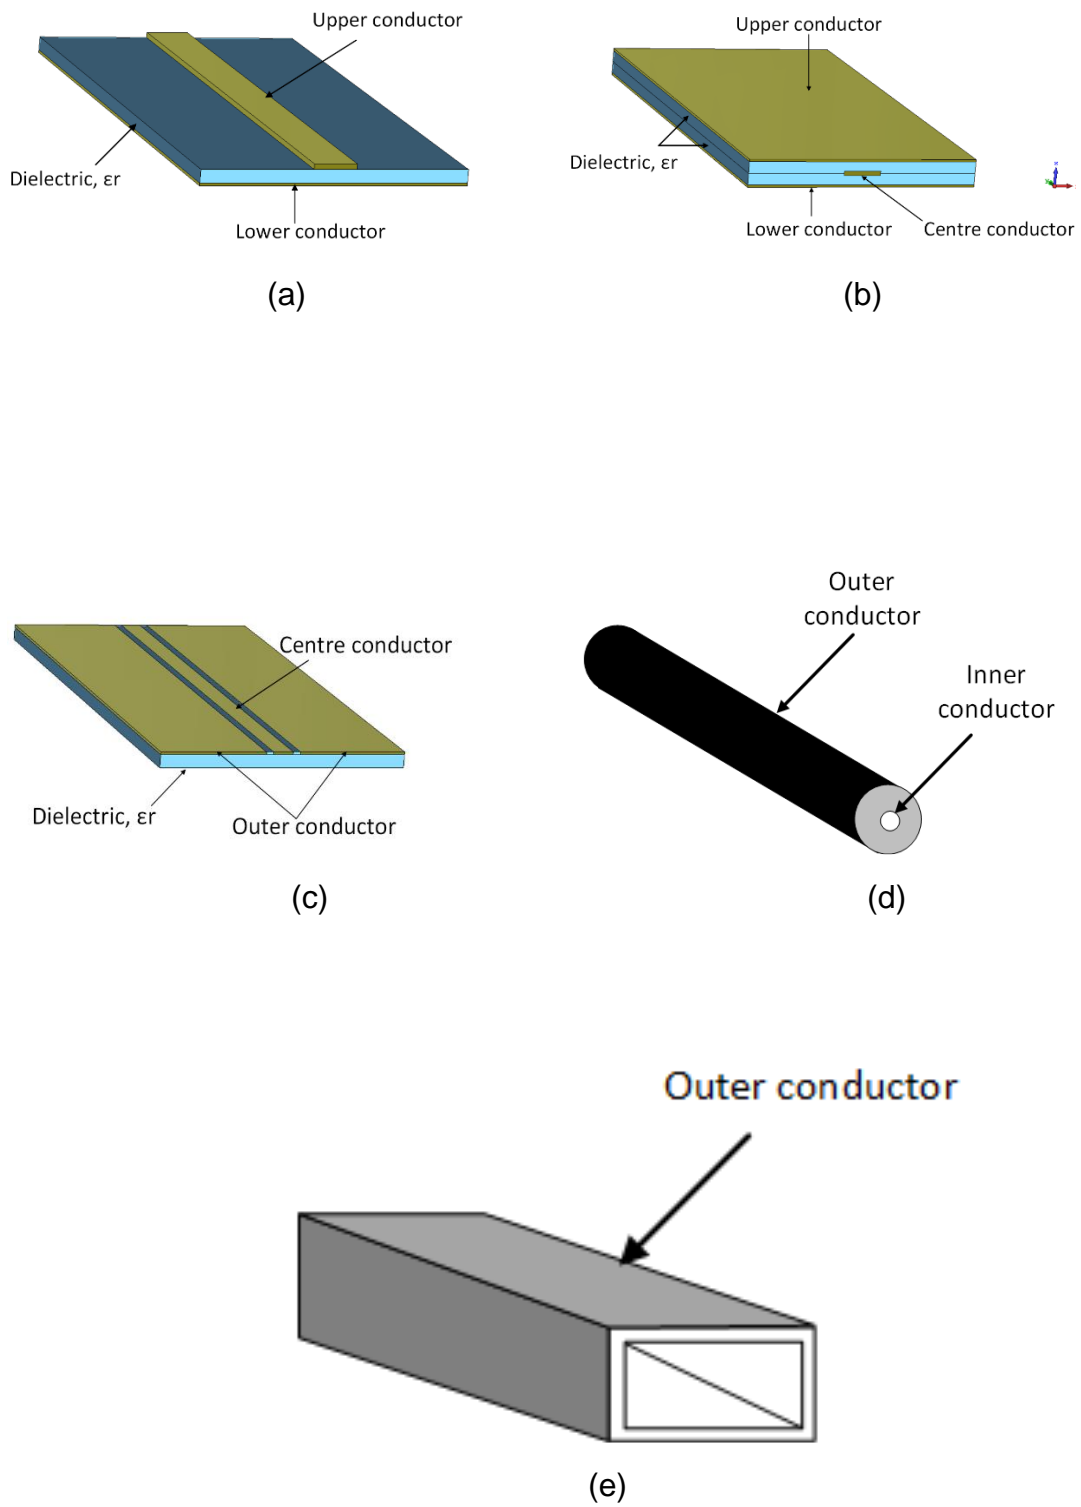 Upper conductor
Dielectric, εr
Lower conductor
(a)
Upper conductor
Dielectric, εr
Lower conductor
Centre conductor
(b)
Centre conductor
Dielectric, εr
Outer conductor
(c)
Outer
conductor
Inner
conductor
(d)
Outer conductor
(e)